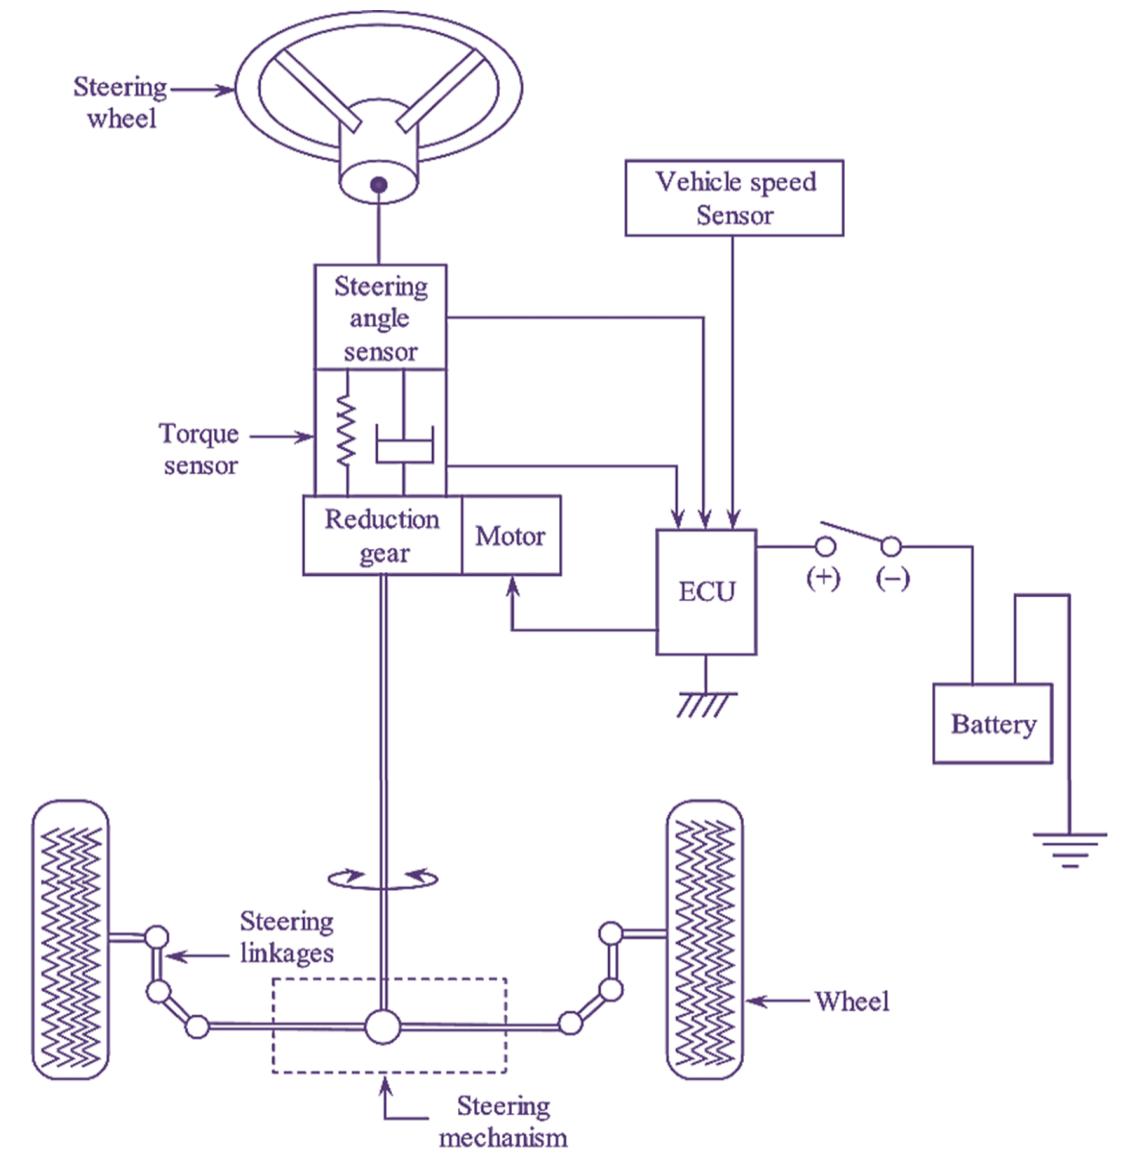 Steering
wheel
Vehicle speed
Sensor
Steering
angle
sensor
Torque
sensor
Reduction
gear
Motor
ECU
(+)
(–)
Battery
Steering
linkages
Wheel
Steering
mechanism